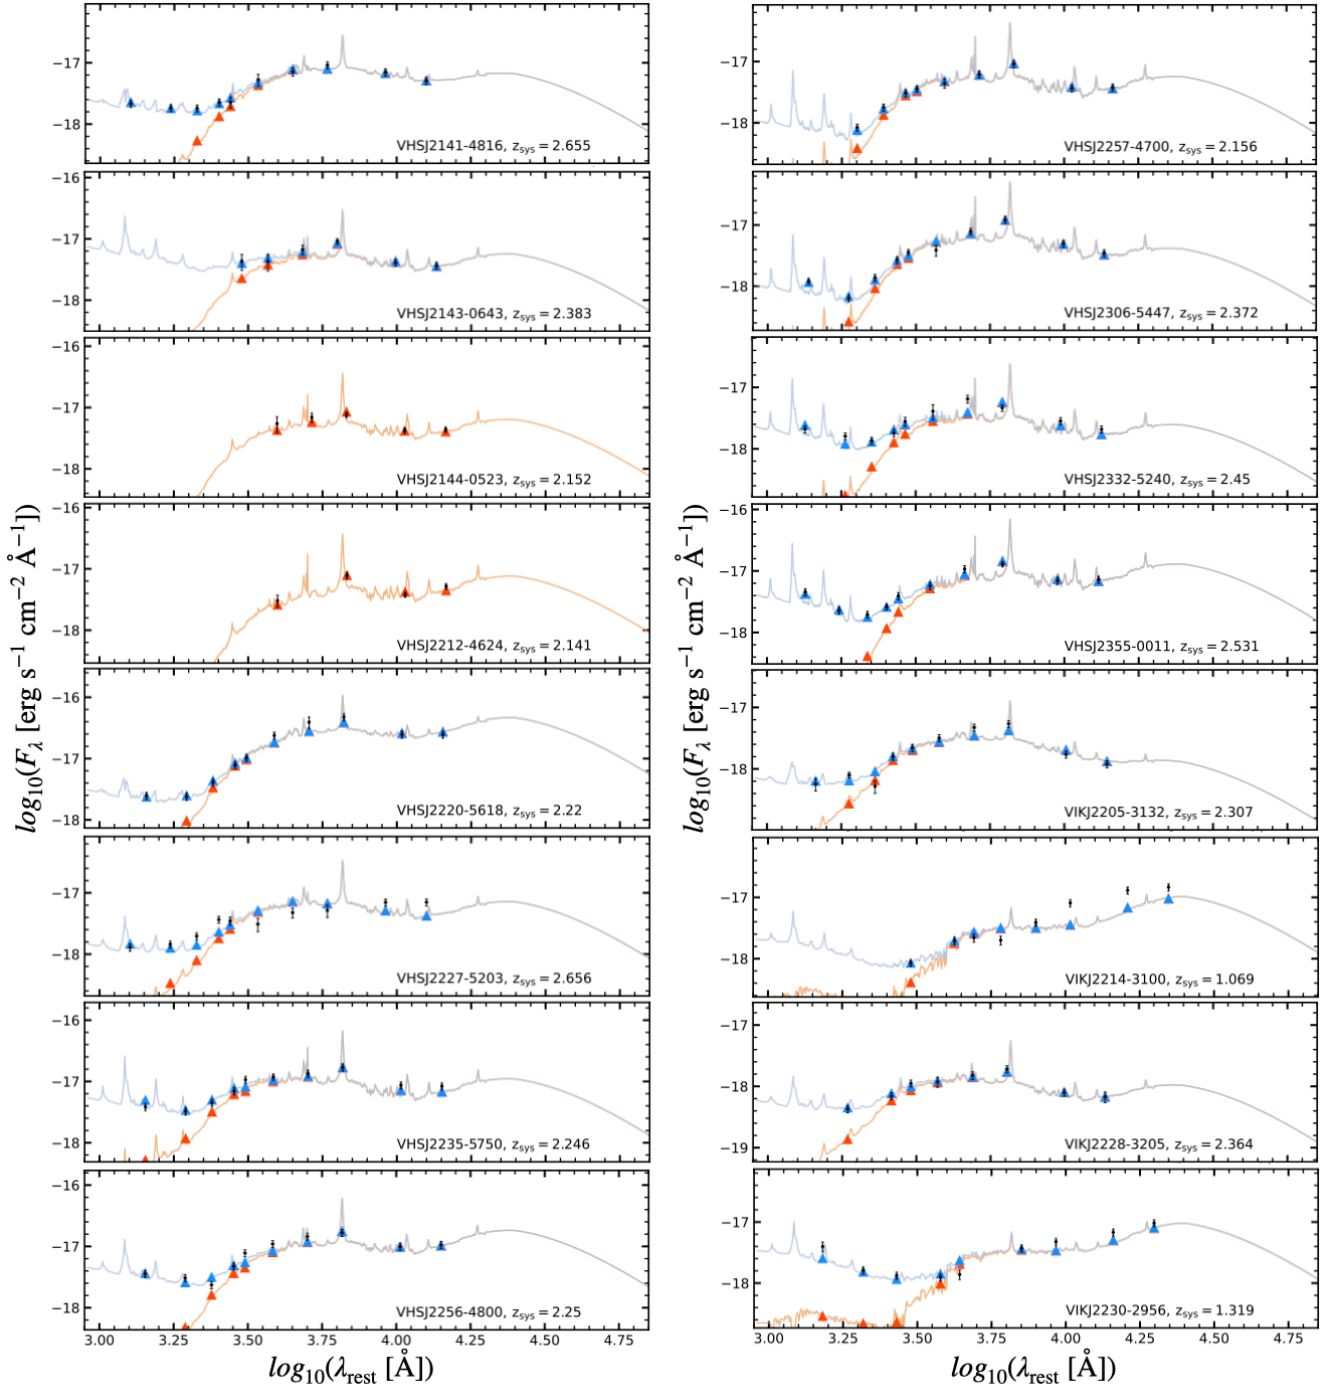 −17
−18
VHSJ2141-4816, z_sys = 2.655
−16
−17
−18
VHSJ2143-0643, z_sys = 2.383
−16
−17
−18
VHSJ2144-0523, z_sys = 2.152
−16
−17
−18
VHSJ2212-4624, z_sys = 2.141
−16
−17
−18
VHSJ2220-5618, z_sys = 2.22
−17
−18
VHSJ2227-5203, z_sys = 2.656
−16
−17
−18
VHSJ2235-5750, z_sys = 2.246
−16
−17
−18
VHSJ2256-4800, z_sys = 2.25
3.00 3.25 3.50 3.75 4.00 4.25 4.50 4.75
log₁₀(λ_rest [Å])
log₁₀(F_λ [erg s⁻¹ cm⁻² Å⁻¹])
−17
−18
VHSJ2257-4700, z_sys = 2.156
−17
−18
VHSJ2306-5447, z_sys = 2.372
−17
−18
VHSJ2332-5240, z_sys = 2.45
−16
−17
−18
VHSJ2355-0011, z_sys = 2.531
−17
−18
VIKJ2205-3132, z_sys = 2.307
−17
−18
VIKJ2214-3100, z_sys = 1.069
−17
−18
−19
VIKJ2228-3205, z_sys = 2.364
−17
−18
VIKJ2230-2956, z_sys = 1.319
3.00 3.25 3.50 3.75 4.00 4.25 4.50 4.75
log₁₀(λ_rest [Å])
log₁₀(F_λ [erg s⁻¹ cm⁻² Å⁻¹])